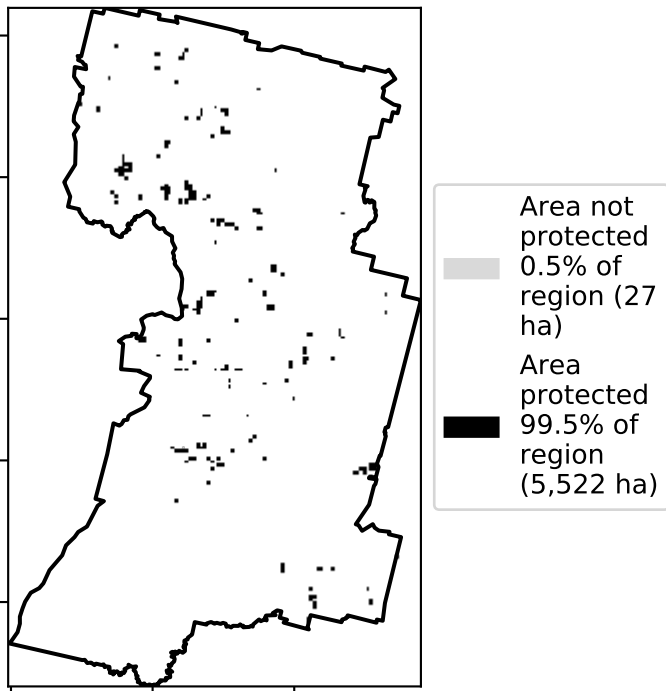 Area not
protected
0.5% of
region (27
ha)
Area
protected
99.5% of
region
(5,522 ha)